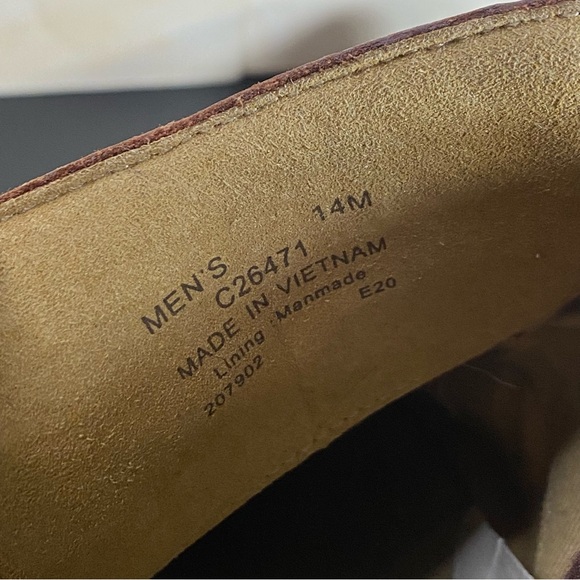 MEN'S 14M
C26471
MADE IN VIETNAM
Lining : Manmade
207902 E20